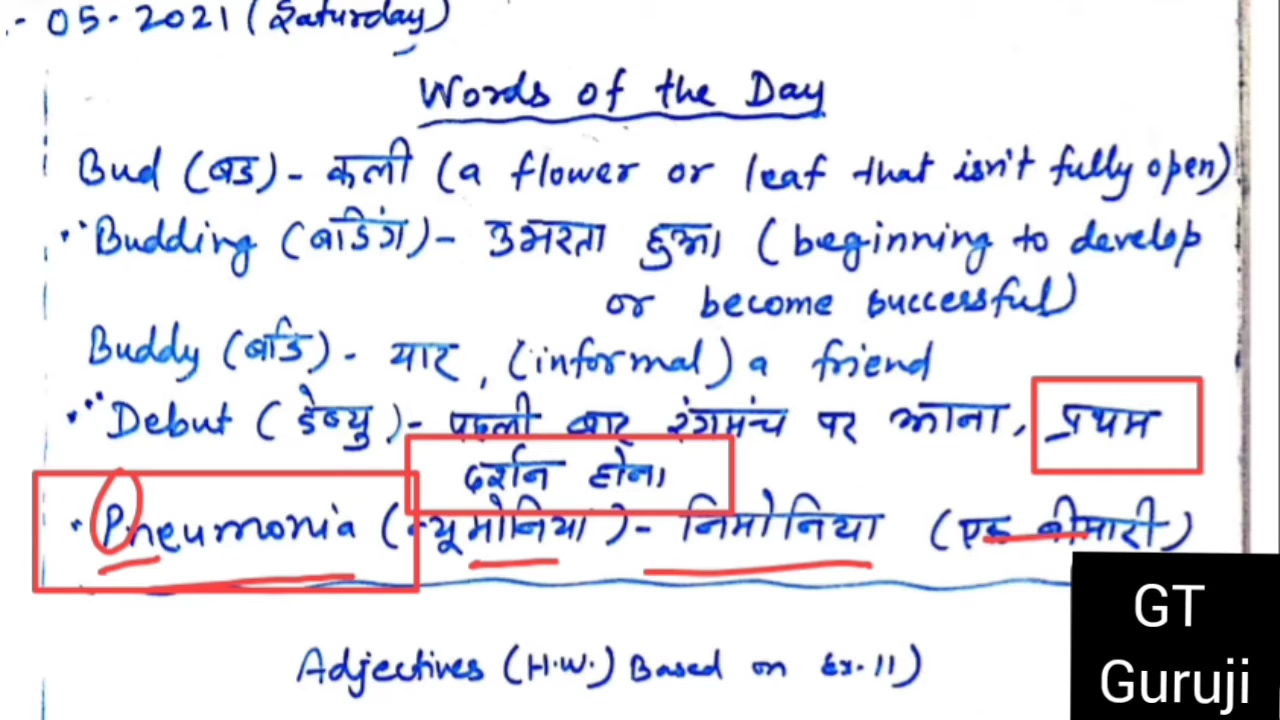 - 05 - 2021 (Saturday)
Words of the Day
Bud (बड) - कली (a flower or leaf that isn't fully open)
Budding (बडिंग) - उभरता हुआ (beginning to develop
or become successful)
Buddy (बडि) - यार, (informal) a friend
Debut (डेब्यु) - पहली बार रंगमंच पर आना, प्रथम
दर्शन होना
Pneumonia (न्यूमोनिया) - निमोनिया (एक बीमारी)
Adjectives (H.W.) Based on Ex-11)
GT
Guruji